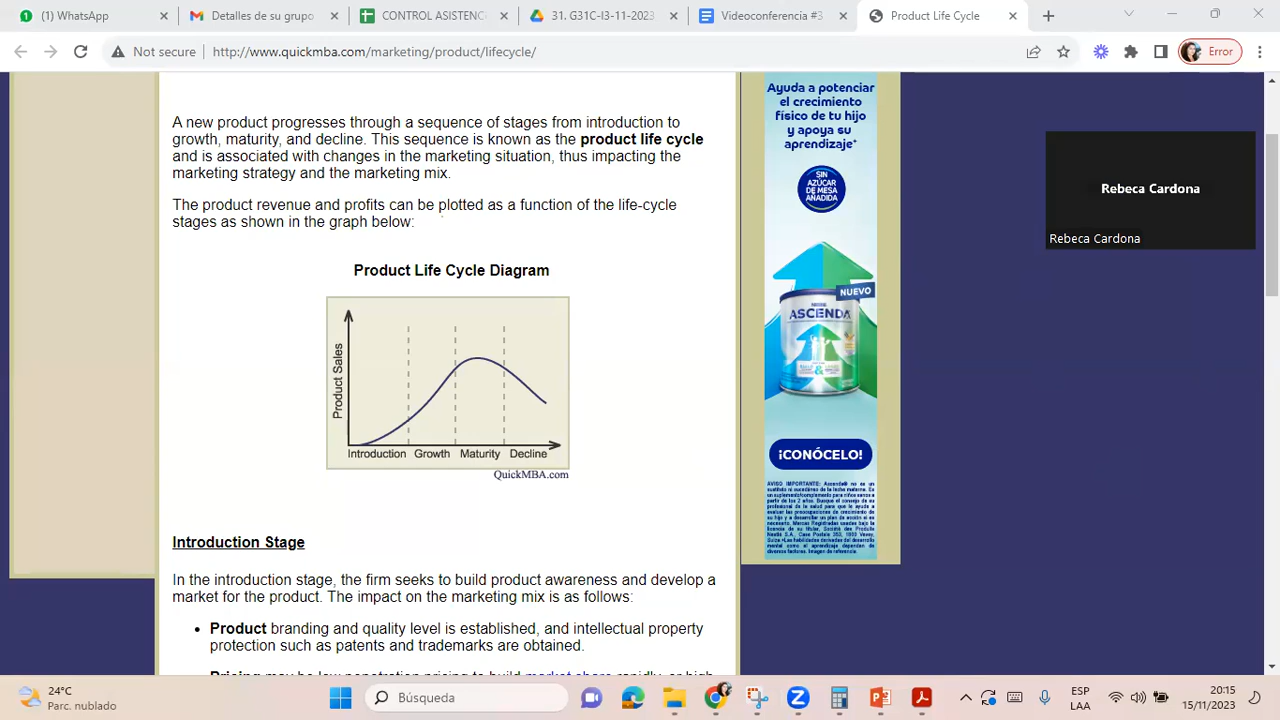 (1) WhatsApp
Detalles de su grupo
CONTROL ASISTENC
31. G31C-I3-11-2023
Videoconferencia #3
Product Life Cycle
Not secure
http://www.quickmba.com/marketing/product/lifecycle/
Error
A new product progresses through a sequence of stages from introduction to
growth, maturity, and decline. This sequence is known as the product life cycle
and is associated with changes in the marketing situation, thus impacting the
marketing strategy and the marketing mix.
The product revenue and profits can be plotted as a function of the life-cycle
stages as shown in the graph below:
Product Life Cycle Diagram
Product Sales
Introduction Growth Maturity Decline
QuickMBA.com
Introduction Stage
In the introduction stage, the firm seeks to build product awareness and develop a
market for the product. The impact on the marketing mix is as follows:
• Product branding and quality level is established, and intellectual property
protection such as patents and trademarks are obtained.
Ayuda a potenciar
el crecimiento
físico de tu hijo
y apoya su
aprendizaje*
SIN
AZÚCAR
DE MESA
AÑADIDA
NUEVO
ASCENDA
¡CONÓCELO!
Rebeca Cardona
Rebeca Cardona
24°C
Parc. nublado
Búsqueda
ESP
LAA
20:15
15/11/2023